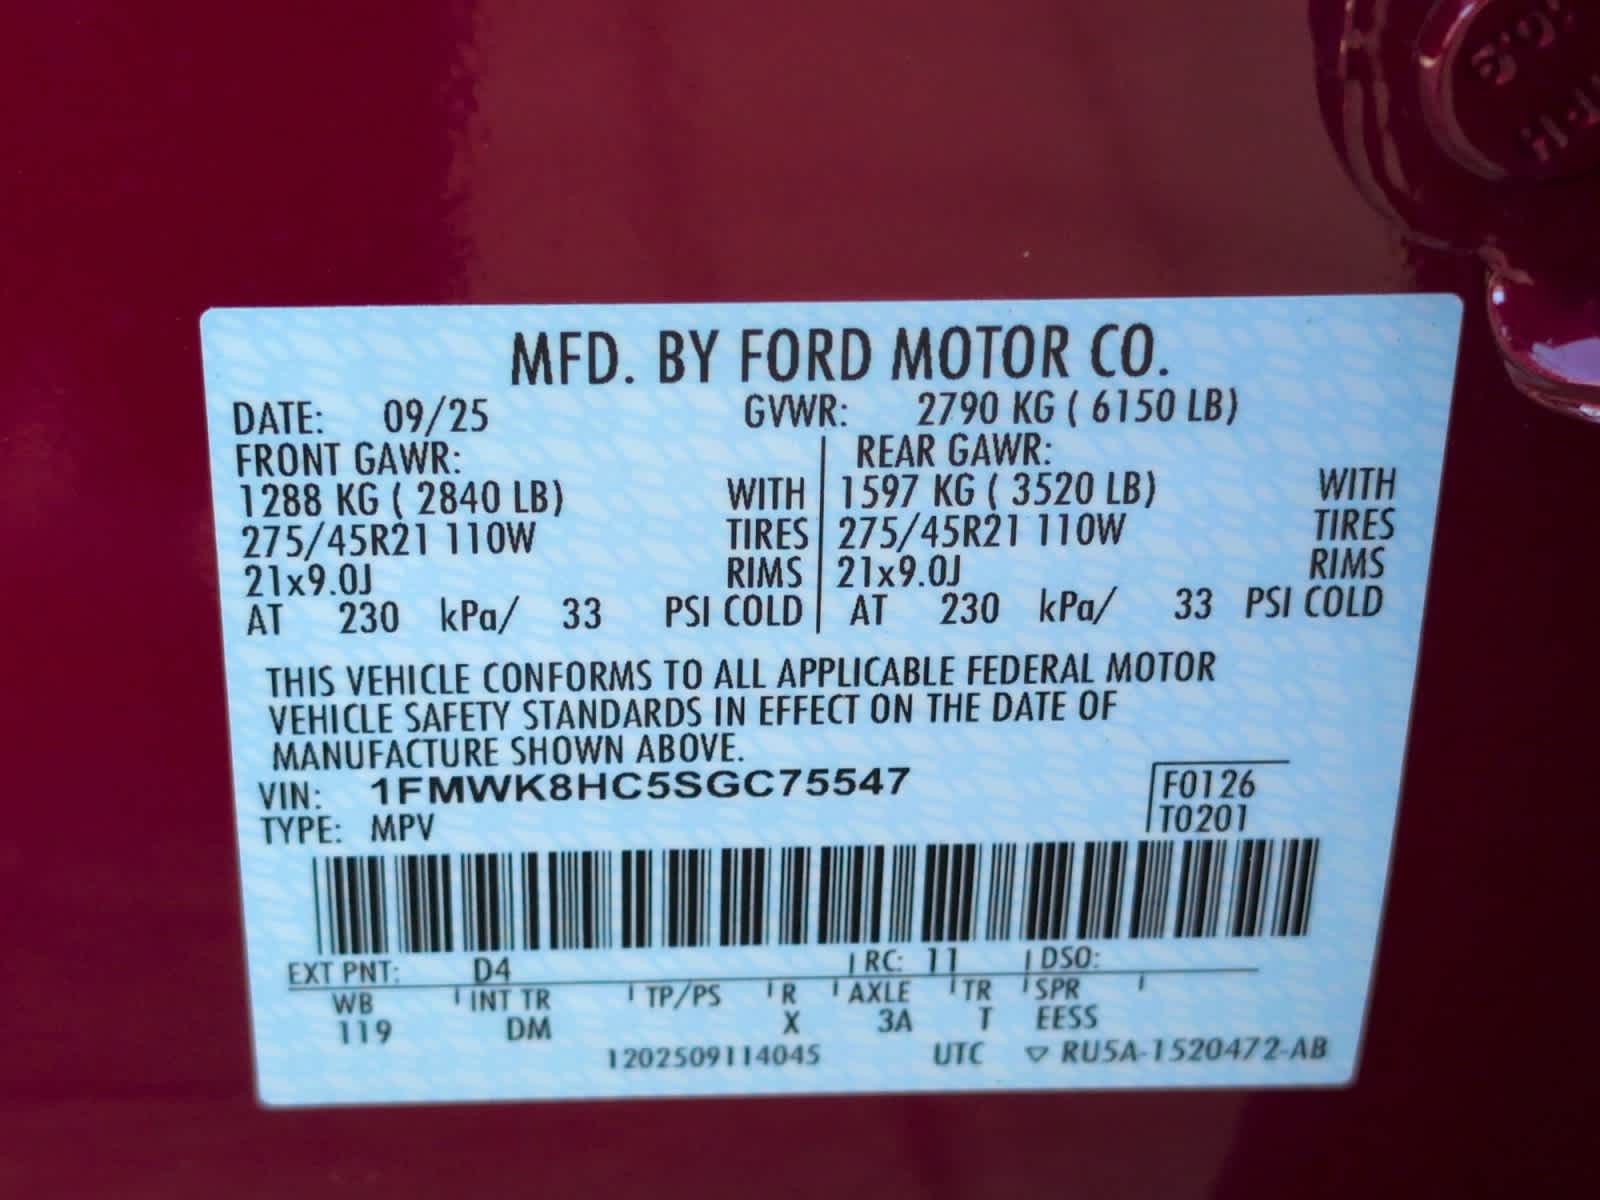 MFD. BY FORD MOTOR CO.
DATE: 09/25 GVWR: 2790 KG ( 6150 LB)
FRONT GAWR: REAR GAWR:
1288 KG ( 2840 LB) WITH 1597 KG ( 3520 LB) WITH
275/45R21 110W TIRES 275/45R21 110W TIRES
21x9.0J RIMS 21x9.0J RIMS
AT 230 kPa/ 33 PSI COLD AT 230 kPa/ 33 PSI COLD
THIS VEHICLE CONFORMS TO ALL APPLICABLE FEDERAL MOTOR
VEHICLE SAFETY STANDARDS IN EFFECT ON THE DATE OF
MANUFACTURE SHOWN ABOVE.
VIN: 1FMWK8HC5SGC75547 F0126
TYPE: MPV T0201
EXT PNT: D4 RC: 11 DSO:
WB INT TR TP/PS R AXLE TR SPR
119 DM X 3A T EESS
1202509114045 UTC ▽ RU5A-1520472-AB